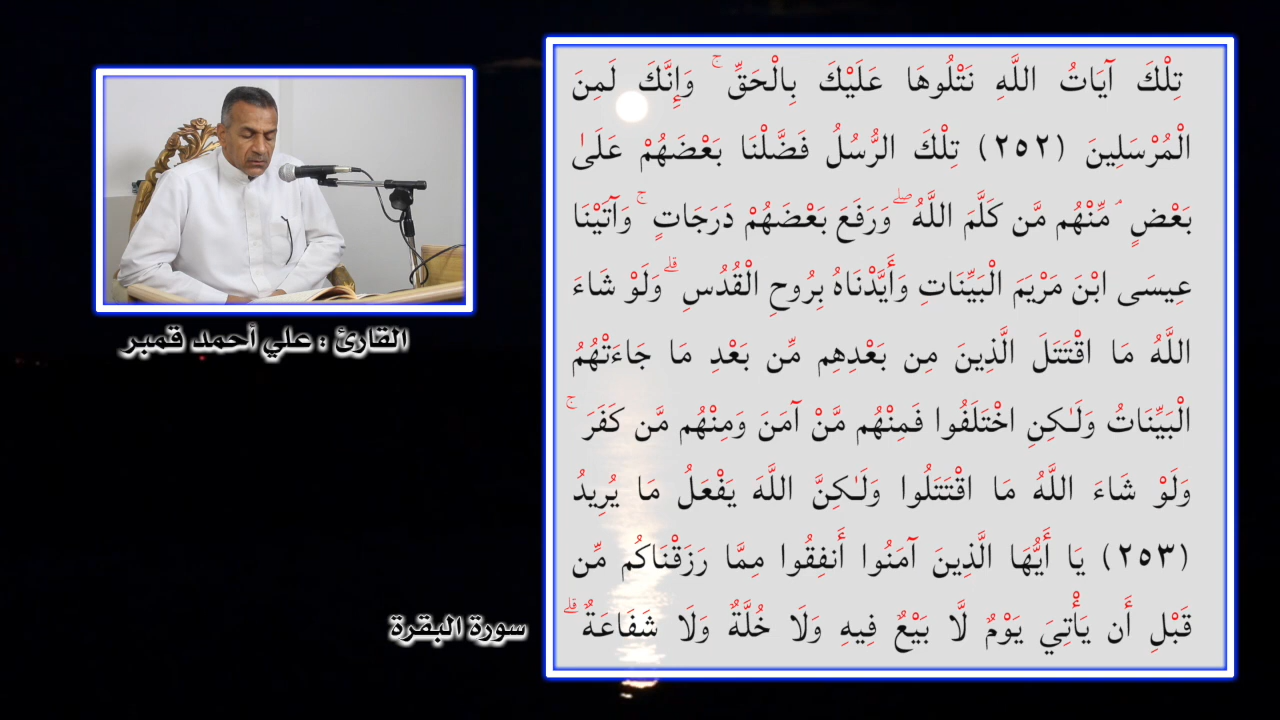 تِلْكَ آيَاتُ اللَّهِ نَتْلُوهَا عَلَيْكَ بِالْحَقِّ ۚ وَإِنَّكَ لَمِنَ
الْمُرْسَلِينَ (٢٥٢) تِلْكَ الرُّسُلُ فَضَّلْنَا بَعْضَهُمْ عَلَىٰ
بَعْضٍ ۘ مِّنْهُم مَّن كَلَّمَ اللَّهُ ۖ وَرَفَعَ بَعْضَهُمْ دَرَجَاتٍ ۚ وَآتَيْنَا
عِيسَى ابْنَ مَرْيَمَ الْبَيِّنَاتِ وَأَيَّدْنَاهُ بِرُوحِ الْقُدُسِ ۗ وَلَوْ شَاءَ
اللَّهُ مَا اقْتَتَلَ الَّذِينَ مِن بَعْدِهِم مِّن بَعْدِ مَا جَاءَتْهُمُ
الْبَيِّنَاتُ وَلَٰكِنِ اخْتَلَفُوا فَمِنْهُم مَّنْ آمَنَ وَمِنْهُم مَّن كَفَرَ ۚ
وَلَوْ شَاءَ اللَّهُ مَا اقْتَتَلُوا وَلَٰكِنَّ اللَّهَ يَفْعَلُ مَا يُرِيدُ
(٢٥٣) يَا أَيُّهَا الَّذِينَ آمَنُوا أَنفِقُوا مِمَّا رَزَقْنَاكُم مِّن
قَبْلِ أَن يَأْتِيَ يَوْمٌ لَّا بَيْعٌ فِيهِ وَلَا خُلَّةٌ وَلَا شَفَاعَةٌ ۗ
القارئ : علي أحمد قمبر
سورة البقرة